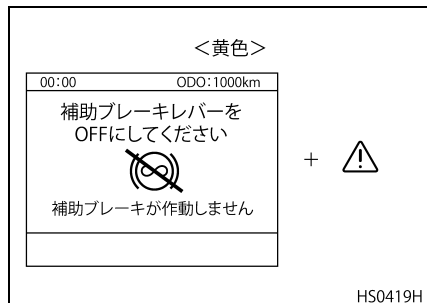 ＜黄色＞
00:00 ODO:1000km
補助ブレーキレバーを
OFFにしてください
補助ブレーキが作動しません
+
HS0419H